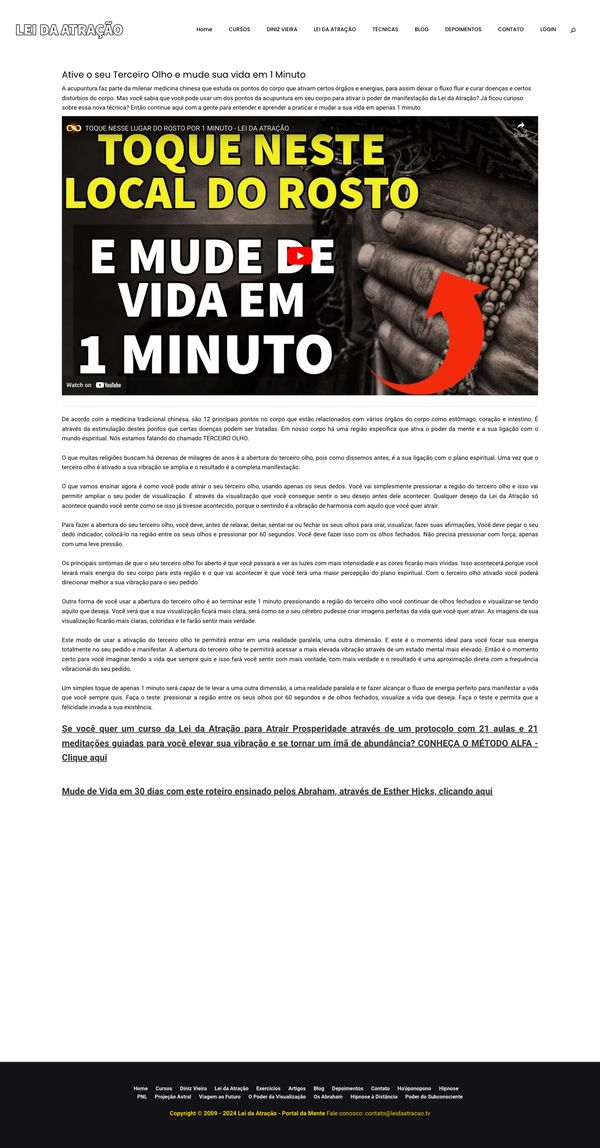 LEI DA ATRAÇÃO
Home CURSOS DINIZ VIEIRA LEI DA ATRAÇÃO TECNICAS BLOG DEPOIMENTOS CONTATO LOGIN
Ative o seu Terceiro Olho e mude sua vida em 1 Minuto
A acupuntura faz parte da milenar medicina chinesa que estuda os pontos do corpo que ativam certos órgãos e energias, para assim deixar o fluxo fluir e curar doenças e certos
distúrbios do corpo. Mas você sabia que você pode usar um dos pontos da acupuntura em seu corpo para ativar o poder de manifestação da Lei da Atração? Já ficou curioso
sobre essa nova técnica? Então continue aqui com a gente para entender e aprender a praticar e mudar a sua vida em apenas 1 minuto.
TOQUE NESSE LUGAR DO ROSTO POR 1 MINUTO - LEI DA ATRAÇÃO
Share
TOQUE NESTE
LOCAL DO ROSTO
E MUDE DE
VIDA EM
1 MINUTO
Watch on YouTube
De acordo com a medicina tradicional chinesa, são 12 principais pontos no corpo que estão relacionados com vários órgãos do corpo como estômago, coração e intestino. É
através da estimulação destes pontos que certas doenças podem ser tratadas. Em nosso corpo há uma região específica que ativa o poder da mente e a sua ligação com o
mundo espiritual. Nós estamos falando do chamado TERCEIRO OLHO.
O que muitas religiões buscam há dezenas de milagres de anos é a abertura do terceiro olho, pois como dissemos antes, é a sua ligação com o plano espiritual. Uma vez que o
terceiro olho é ativado a sua vibração se amplia e o resultado é a completa manifestação.
O que vamos ensinar agora é como você pode ativar o seu terceiro olho, usando apenas os seus dedos. Você vai simplesmente pressionar a região do terceiro olho e isso vai
permitir ampliar o seu poder de visualização. É através da visualização que você consegue sentir o seu desejo antes dele acontecer. Qualquer desejo da Lei da Atração só
acontece quando você sente como se isso já tivesse acontecido, porque o sentindo é a vibração de harmonia com aquilo que você quer atrair.
Para fazer a abertura do seu terceiro olho, você deve, antes de relaxar, deitar, sentar-se ou fechar os seus olhos para orar, visualizar, fazer suas afirmações, Você deve pegar o seu
dedo indicador, colocá-lo na região entre os seus olhos e pressionar por 60 segundos. Você deve fazer isso com os olhos fechados. Não precisa pressionar com força, apenas
com uma leve pressão.
Os principais sintomas de que o seu terceiro olho foi aberto é que você passará a ver as luzes com mais intensidade e as cores ficarão mais vívidas. Isso acontecerá porque você
levará mais energia do seu corpo para esta região e o que vai acontecer é que você terá uma maior percepção do plano espiritual. Com o terceiro olho ativado você poderá
direcionar melhor a sua vibração para o seu pedido.
Outra forma de você usar a abertura do terceiro olho é ao terminar este 1 minuto pressionando a região do terceiro olho você continuar de olhos fechados e visualizar-se tendo
aquilo que deseja. Você verá que a sua visualização ficará mais clara, será como se o seu cérebro pudesse criar imagens perfeitas da vida que você quer atrair. As imagens da sua
visualização ficarão mais claras, coloridas e te farão sentir mais verdade.
Este modo de usar a ativação do terceiro olho te permitirá entrar em uma realidade paralela, uma outra dimensão. E este é o momento ideal para você focar sua energia
totalmente no seu pedido e manifestar. A abertura do terceiro olho te permitirá acessar a mais elevada vibração através de um estado mental mais elevado. Então é o momento
certo para você imaginar tendo a vida que sempre quis e isso fará você sentir com mais vontade, com mais verdade e o resultado é uma aproximação direta com a frequência
vibracional do seu pedido.
Um simples toque de apenas 1 minuto será capaz de te levar a uma outra dimensão, a uma realidade paralela e te fazer alcançar o fluxo de energia perfeito para manifestar a vida
que você sempre quis. Faça o teste: pressionar a região entre os seus olhos por 60 segundos e de olhos fechados, visualize a vida que deseja. Faça o teste e permita que a
felicidade invada a sua existência.
Se você quer um curso da Lei da Atração para Atrair Prosperidade através de um protocolo com 21 aulas e 21
meditações guiadas para você elevar sua vibração e se tornar um ímã de abundância? CONHEÇA O MÉTODO ALFA -
Clique aqui
Mude de Vida em 30 dias com este roteiro ensinado pelos Abraham, através de Esther Hicks, clicando aqui
Home Cursos Diniz Vieira Lei da Atração Exercícios Artigos Blog Depoimentos Contato Ho'oponopono Hipnose
PNL Projeção Astral Viagem ao Futuro O Poder da Visualização Os Abraham Hipnose à Distância Poder do Subconsciente
Copyright © 2009 - 2024 Lei da Atração - Portal da Mente Fale conosco: contato@leidaatracao.tv